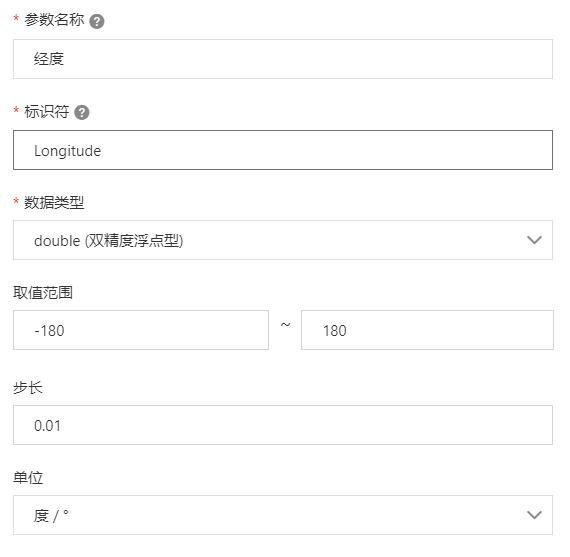 * 参数名称 ?
经度
* 标识符 ?
Longitude
* 数据类型
double (双精度浮点型)
取值范围
-180 ~ 180
步长
0.01
单位
度 / °